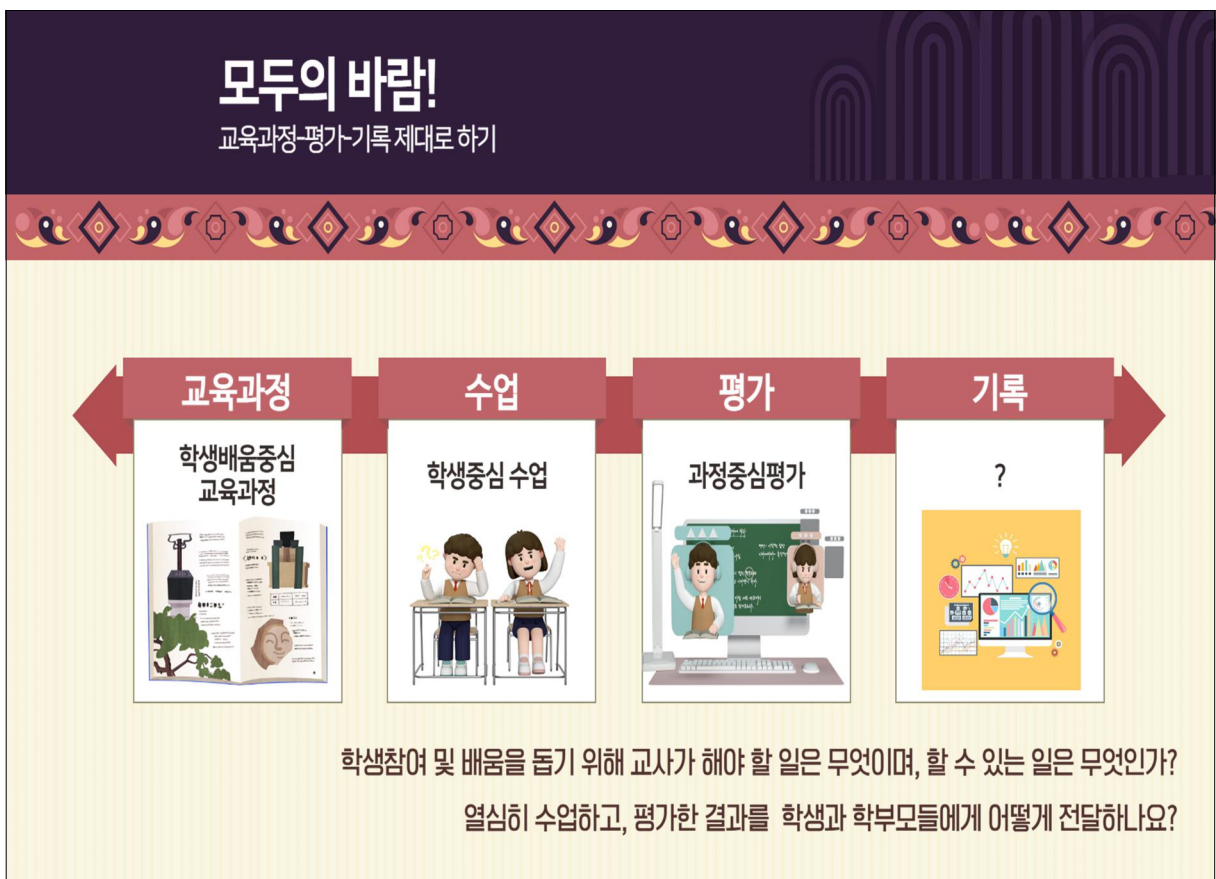 모두의 바람!
교육과정-평가-기록 제대로 하기
교육과정
수업
평가
기록
학생배움중심
교육과정
학생중심 수업
과정중심평가
?
학생참여 및 배움을 돕기 위해 교사가 해야 할 일은 무엇이며, 할 수 있는 일은 무엇인가?
열심히 수업하고, 평가한 결과를 학생과 학부모들에게 어떻게 전달하나요?